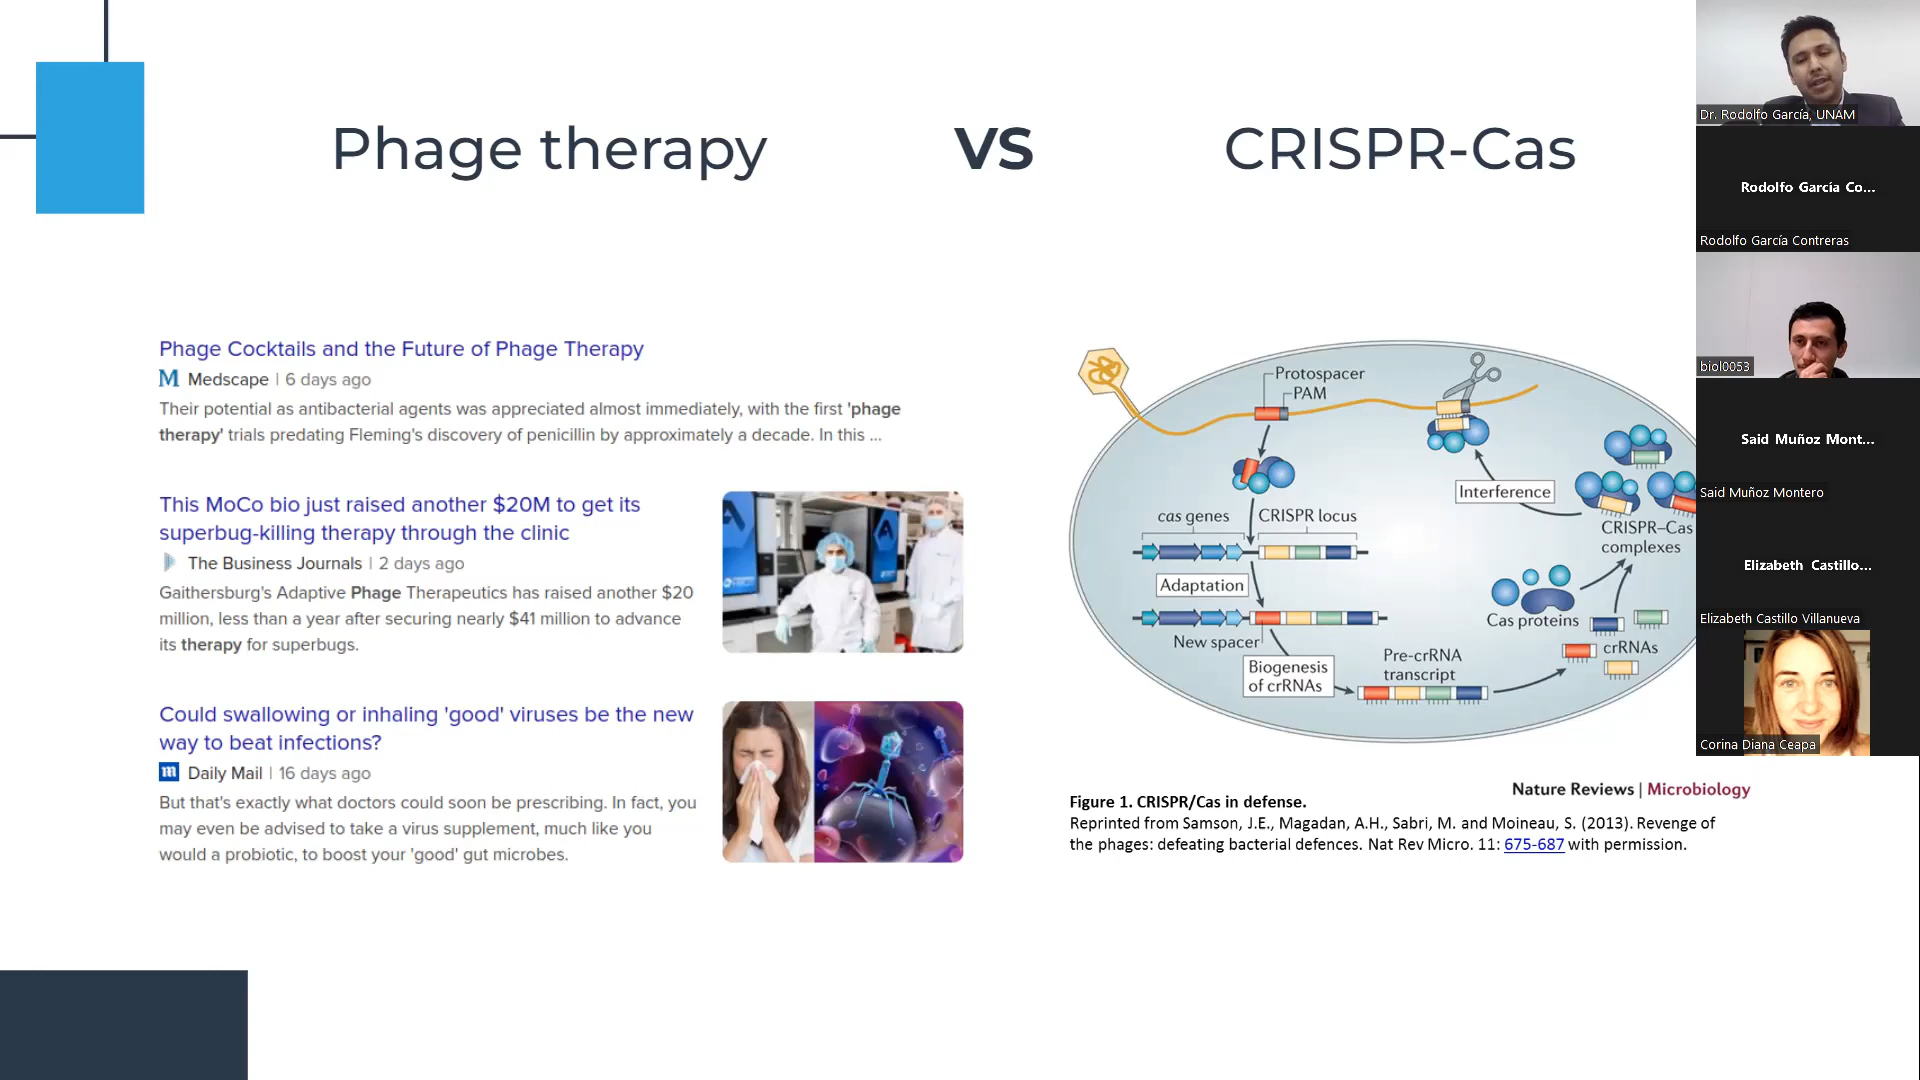 Phage therapy
VS
CRISPR-Cas
Phage Cocktails and the Future of Phage Therapy
M Medscape | 6 days ago
Their potential as antibacterial agents was appreciated almost immediately, with the first 'phage
therapy' trials predating Fleming's discovery of penicillin by approximately a decade. In this ...
This MoCo bio just raised another $20M to get its
superbug-killing therapy through the clinic
The Business Journals | 2 days ago
Gaithersburg's Adaptive Phage Therapeutics has raised another $20
million, less than a year after securing nearly $41 million to advance
its therapy for superbugs.
Could swallowing or inhaling 'good' viruses be the new
way to beat infections?
m Daily Mail | 16 days ago
But that's exactly what doctors could soon be prescribing. In fact, you
may even be advised to take a virus supplement, much like you
would a probiotic, to boost your 'good' gut microbes.
Protospacer
PAM
Interference
cas genes
CRISPR locus
CRISPR–Cas
complexes
Adaptation
Cas proteins
New spacer
Biogenesis
of crRNAs
Pre-crRNA
transcript
crRNAs
Nature Reviews | Microbiology
Figure 1. CRISPR/Cas in defense.
Reprinted from Samson, J.E., Magadan, A.H., Sabri, M. and Moineau, S. (2013). Revenge of
the phages: defeating bacterial defences. Nat Rev Micro. 11: 675-687 with permission.
Dr. Rodolfo García, UNAM
Rodolfo García Co...
Rodolfo García Contreras
biol0053
Said Muñoz Mont...
Said Muñoz Montero
Elizabeth Castillo...
Elizabeth Castillo Villanueva
Corina Diana Ceapa